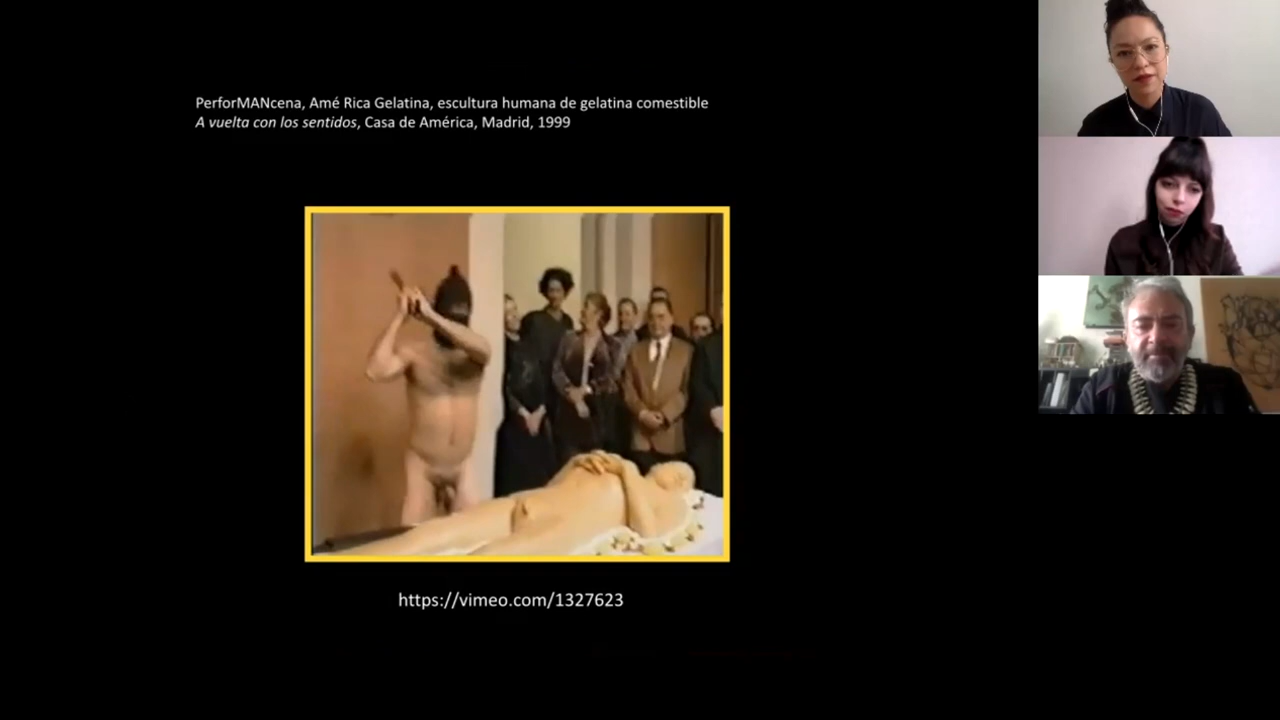 PerforMANcena, Amé Rica Gelatina, escultura humana de gelatina comestible
A vuelta con los sentidos, Casa de América, Madrid, 1999
https://vimeo.com/1327623